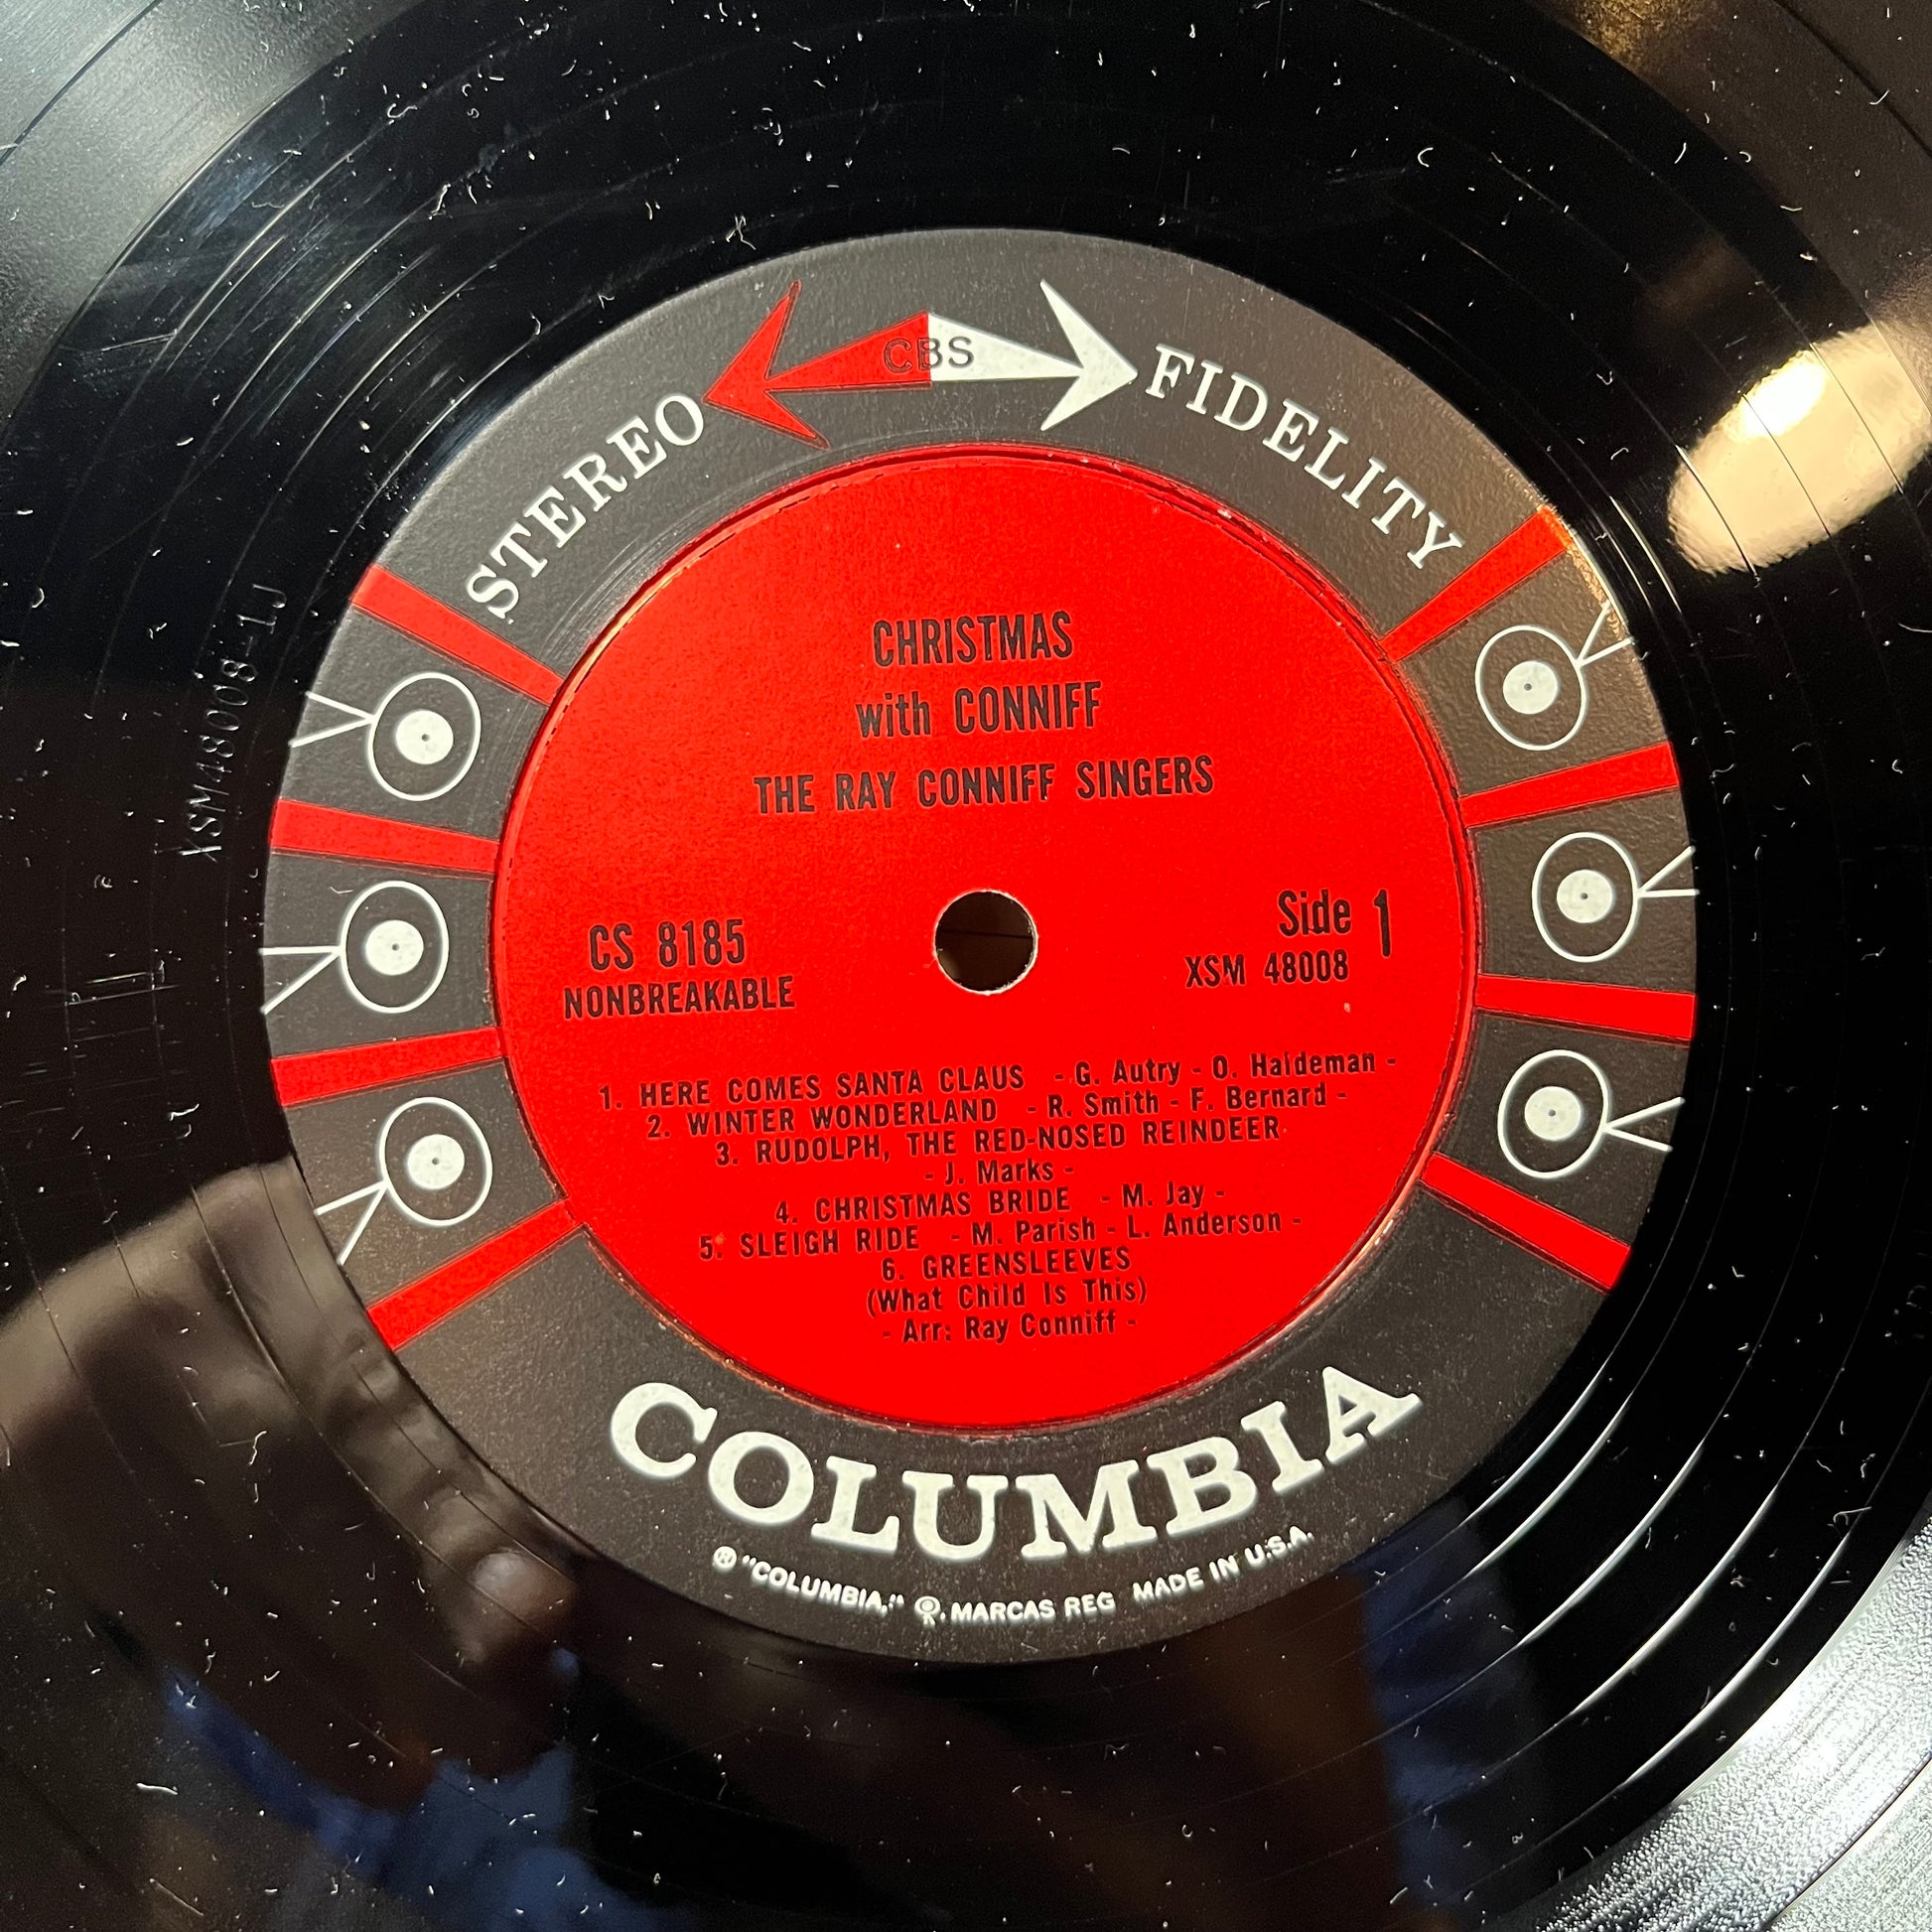 STEREO CBS FIDELITY
CHRISTMAS
with CONNIFF
THE RAY CONNIFF SINGERS
CS 8185
NONBREAKABLE
Side 1
XSM 48008
1. HERE COMES SANTA CLAUS - G. Autry - O. Haldeman -
2. WINTER WONDERLAND - R. Smith - F. Bernard -
3. RUDOLPH, THE RED-NOSED REINDEER
- J. Marks -
4. CHRISTMAS BRIDE - M. Jay -
5. SLEIGH RIDE - M. Parish - L. Anderson -
6. GREENSLEEVES
(What Child Is This)
- Arr: Ray Conniff -
COLUMBIA
® "COLUMBIA," MARCAS REG MADE IN U.S.A.
XSM48008-1J